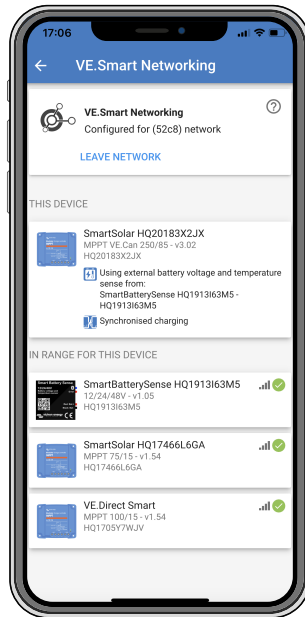 17:06
VE.Smart Networking
VE.Smart Networking
Configured for (52c8) network
LEAVE NETWORK
THIS DEVICE
SmartSolar HQ20183X2JX
MPPT VE.Can 250/85 - v3.02
HQ20183X2JX
Using external battery voltage and temperature
sense from:
SmartBatterySense HQ1913I63M5 -
HQ1913I63M5
Synchronised charging
IN RANGE FOR THIS DEVICE
Smart Battery Sense
SmartBatterySense HQ1913I63M5
12/24/48V - v1.05
HQ1913I63M5
SmartSolar HQ17466L6GA
MPPT 75/15 - v1.54
HQ17466L6GA
VE.Direct Smart
MPPT 100/15 - v1.54
HQ1705Y7WJV